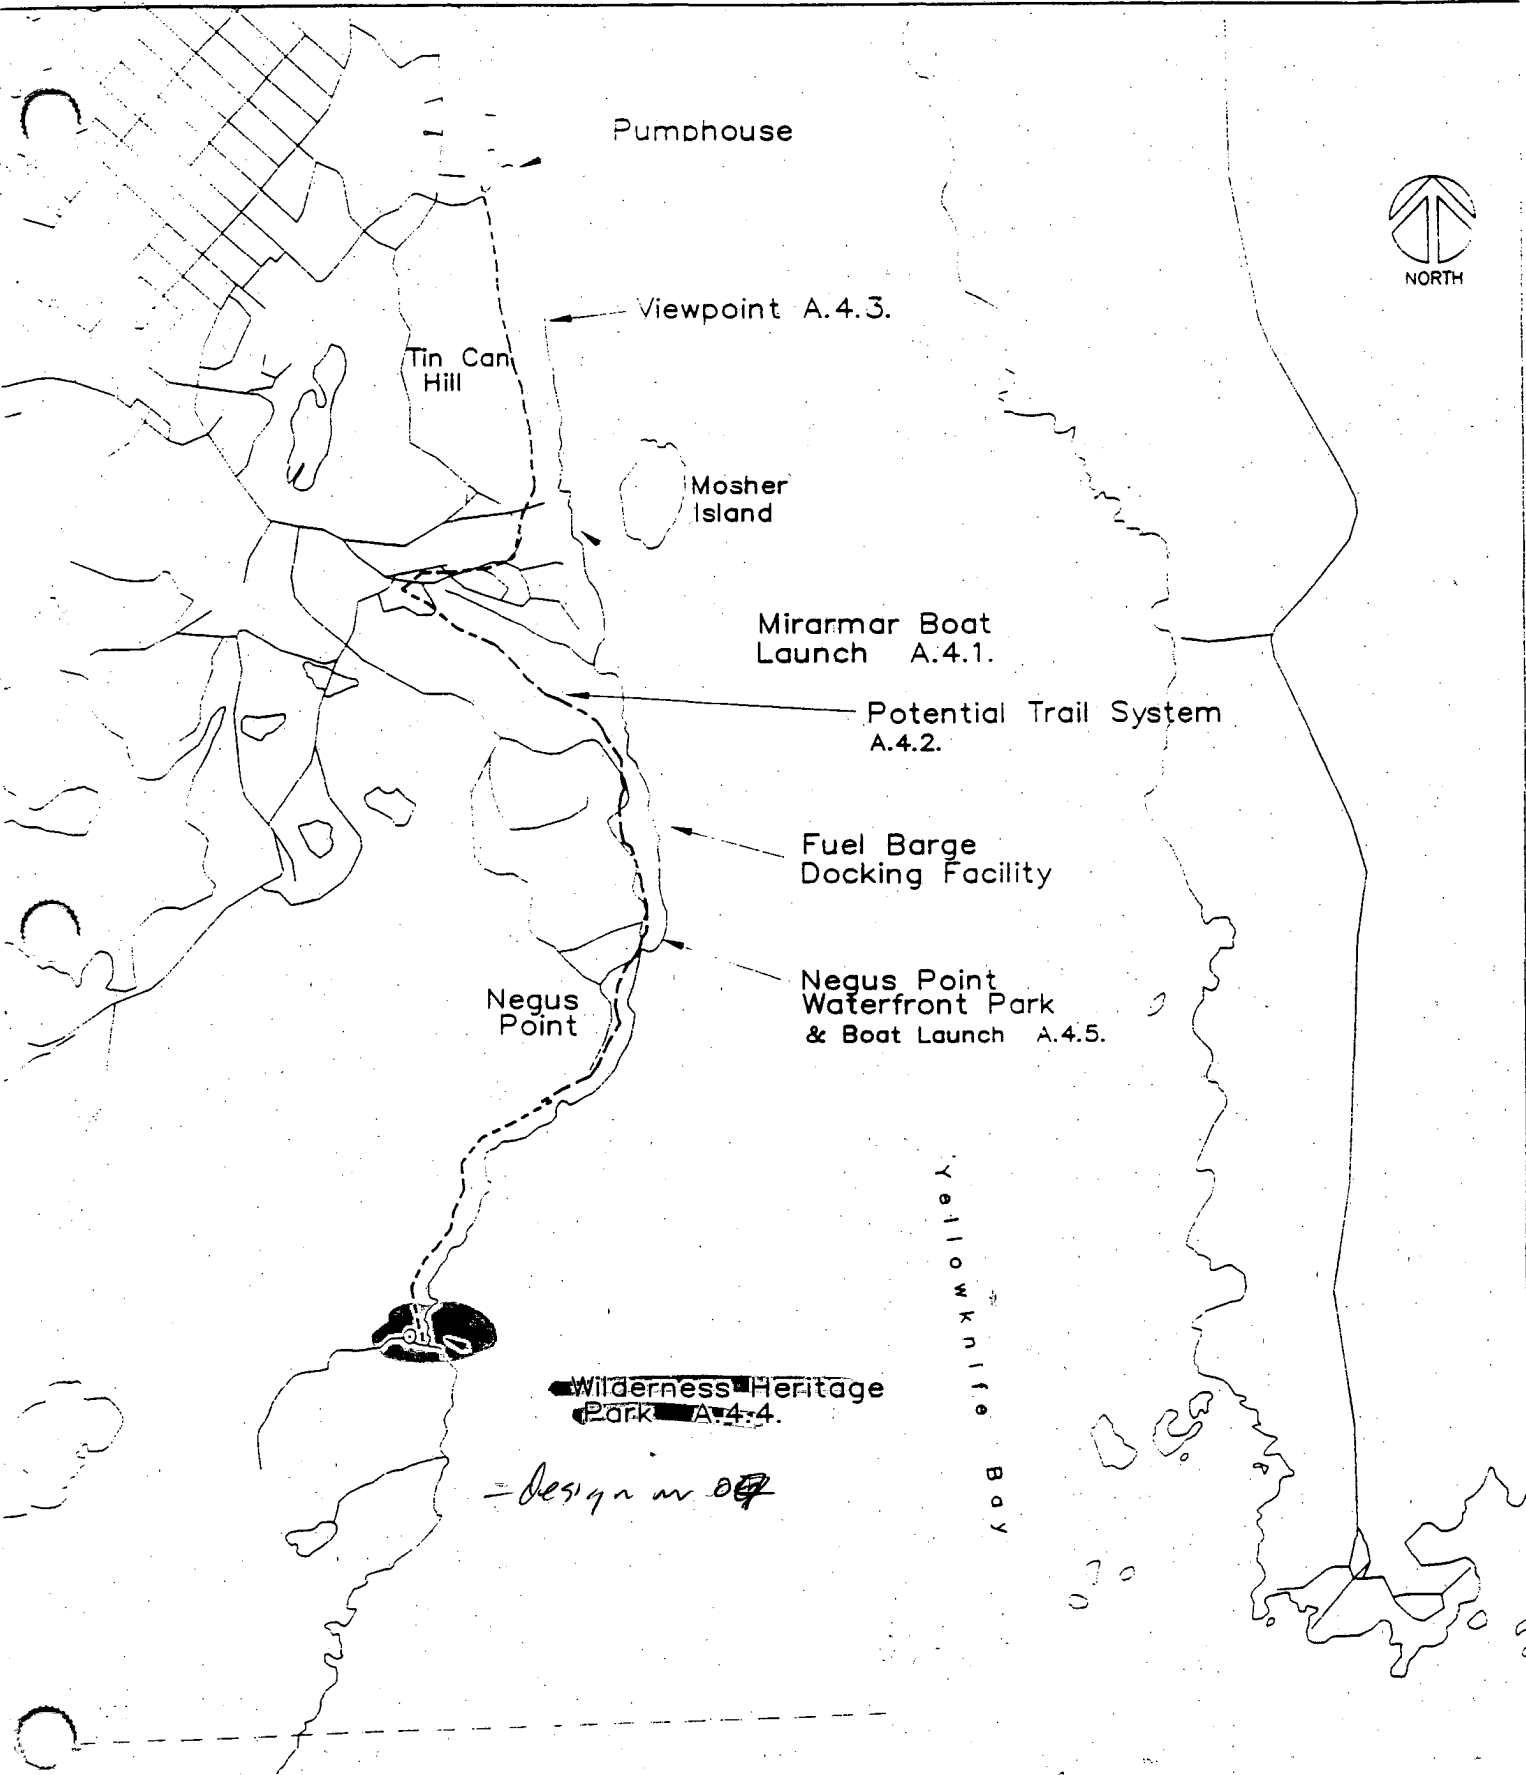 Pumphouse
NORTH
Viewpoint A.4.3.
Tin Can
Hill
Mosher
Island
Mirarmar Boat
Launch A.4.1.
Potential Trail System
A.4.2.
Fuel Barge
Docking Facility
Negus Point
Waterfront Park
& Boat Launch A.4.5.
Negus
Point
Yellowknife Bay
Wilderness Heritage
Park A.4.4.
= Design in